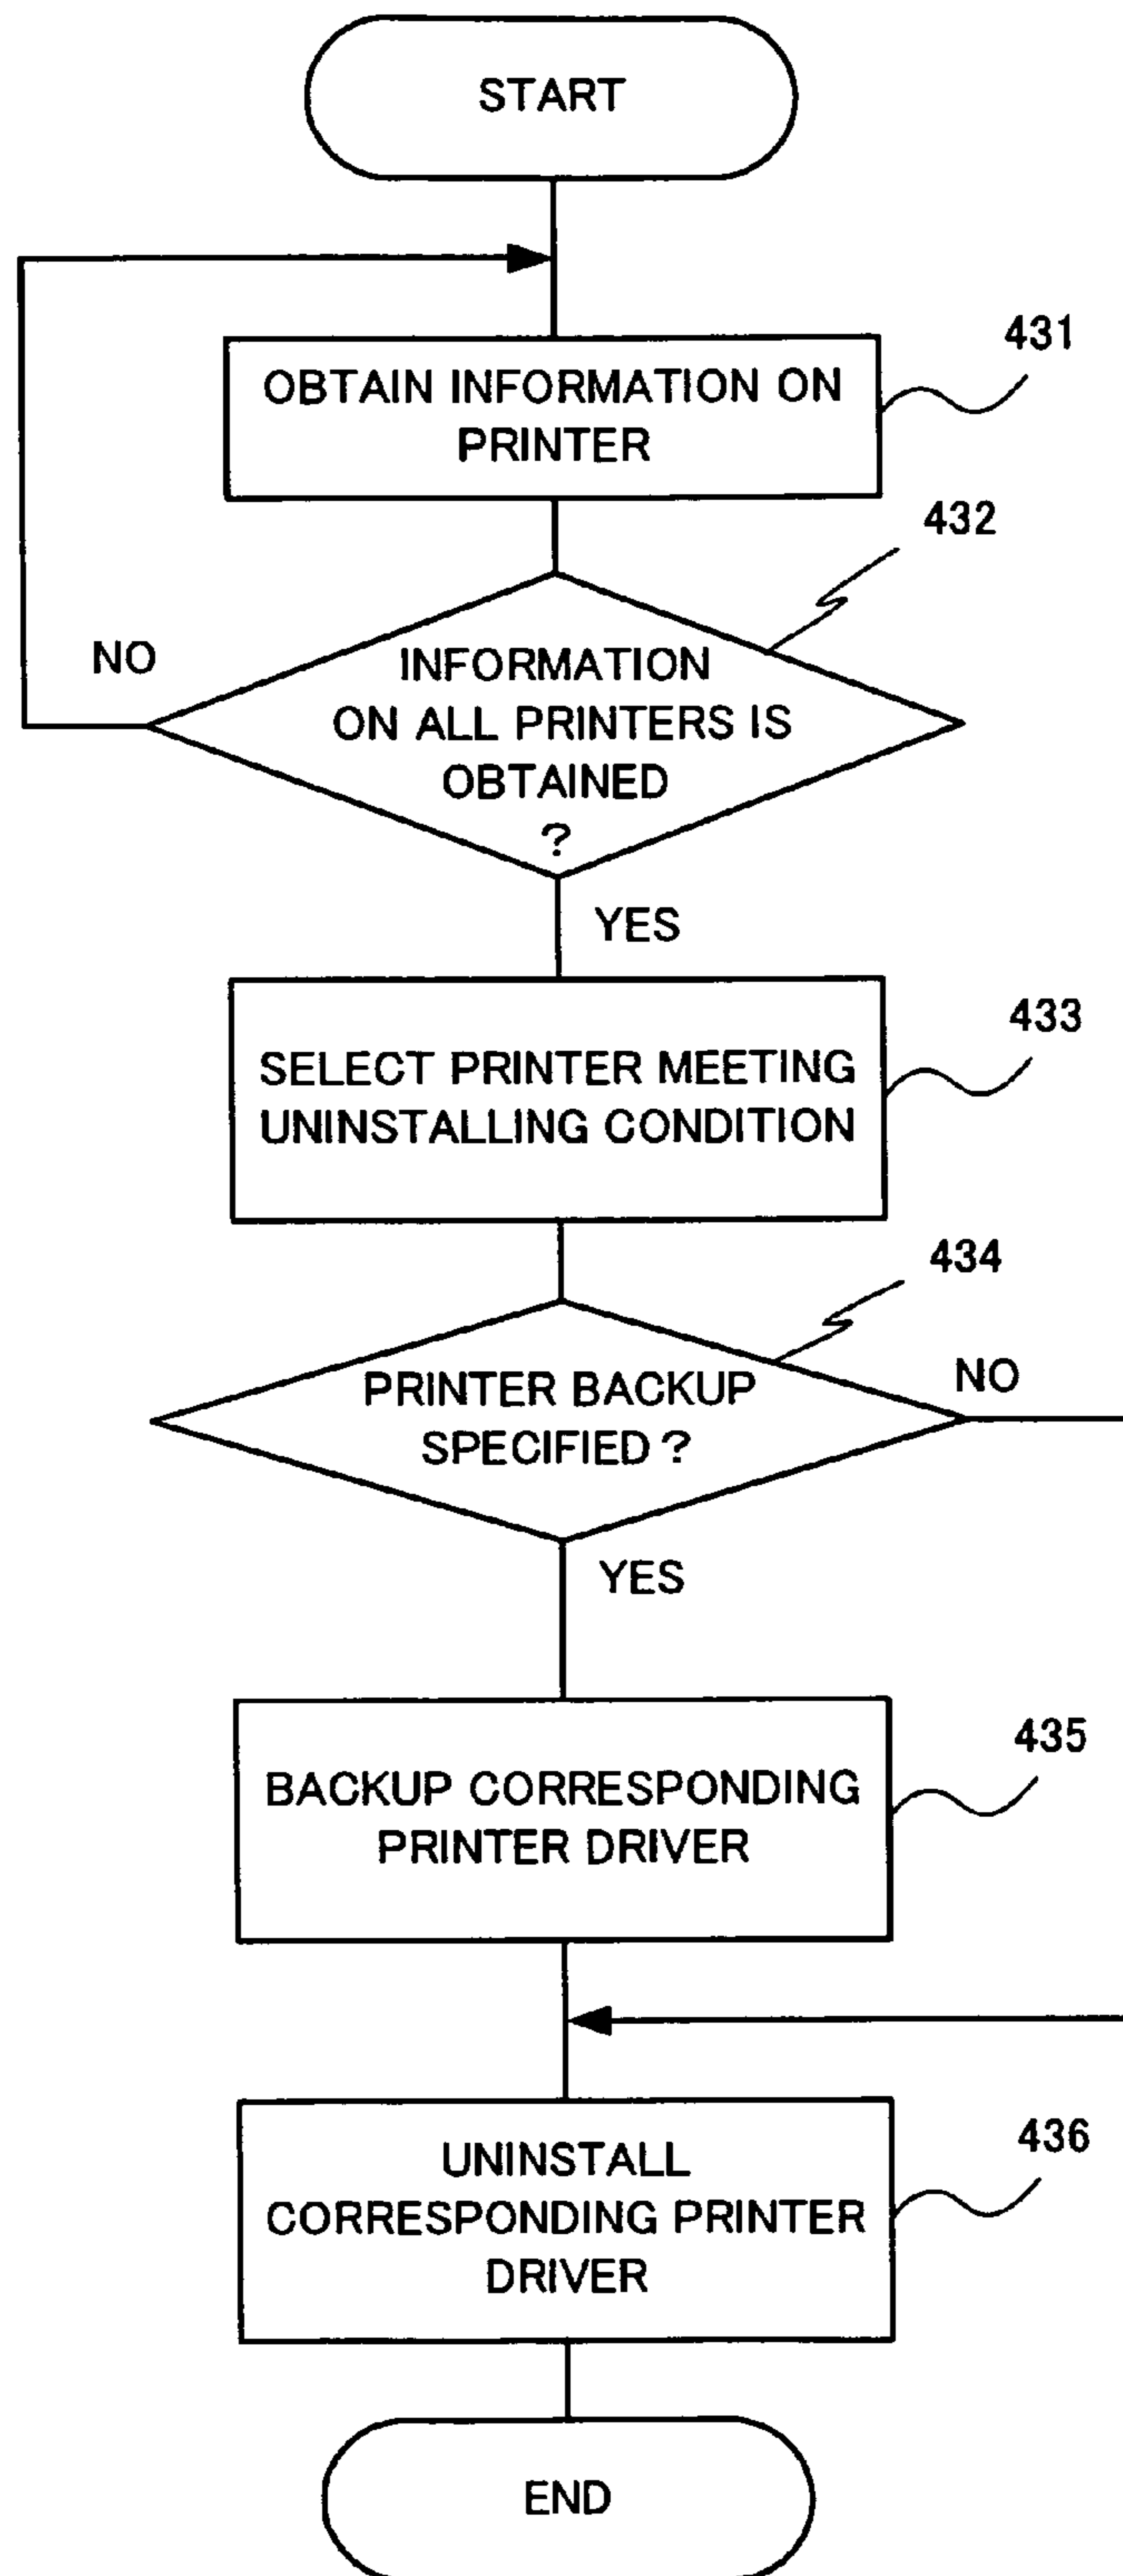 START
431
OBTAIN INFORMATION ON
PRINTER
432
NO
INFORMATION
ON ALL PRINTERS IS
OBTAINED
?
YES
433
SELECT PRINTER MEETING
UNINSTALLING CONDITION
434
NO
PRINTER BACKUP
SPECIFIED ?
YES
435
BACKUP CORRESPONDING
PRINTER DRIVER
436
UNINSTALL
CORRESPONDING PRINTER
DRIVER
END